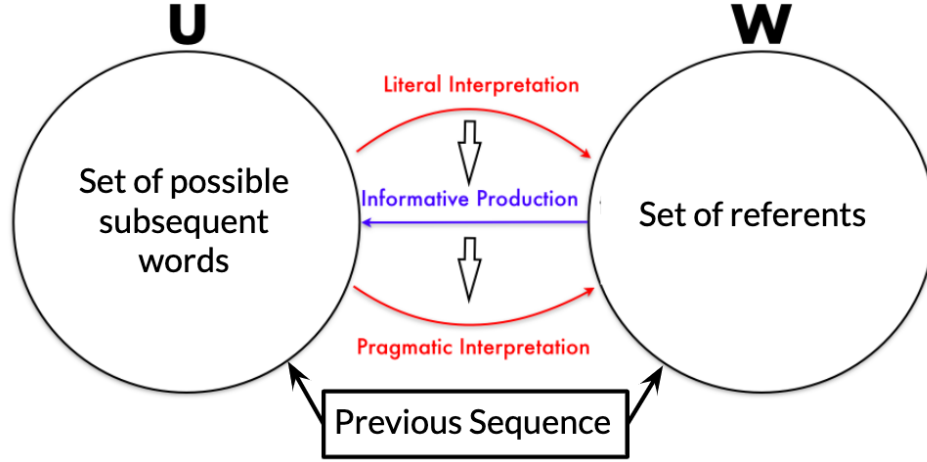 U
W
Literal Interpretation
Set of possible
subsequent
words
Informative Production
Set of referents
Pragmatic Interpretation
Previous Sequence